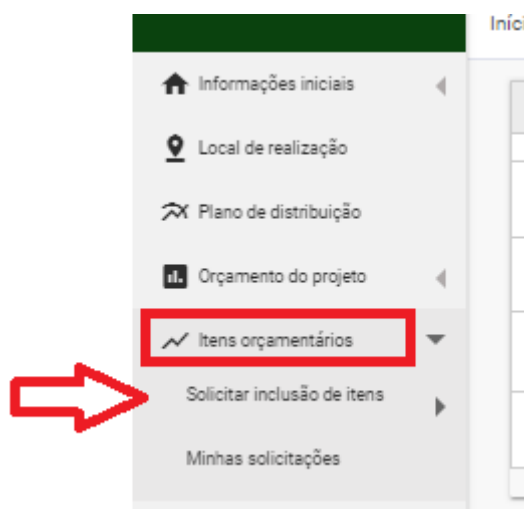 Iníc
Informações iniciais
Local de realização
Plano de distribuição
Orçamento do projeto
Itens orçamentários
Solicitar inclusão de itens
Minhas solicitações